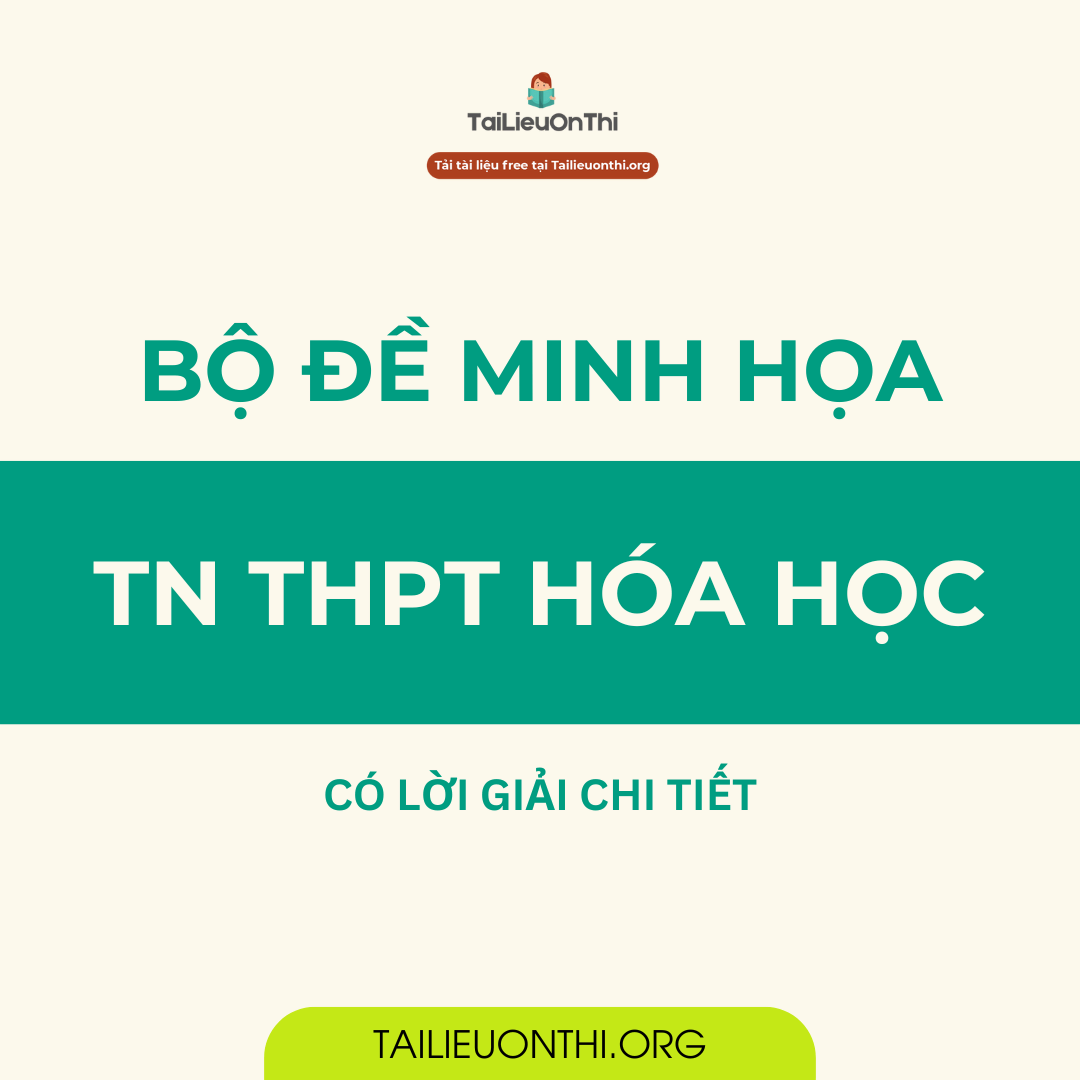 TaiLieuOnThi
Tải tài liệu free tại Tailieuonthi.org
BỘ ĐỀ MINH HỌA
TN THPT HÓA HỌC
CÓ LỜI GIẢI CHI TIẾT
TAILIEUONTHI.ORG